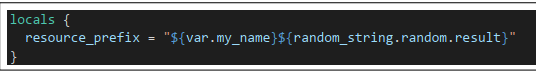 locals {
  resource_prefix = "${var.my_name}${random_string.random.result}"
}